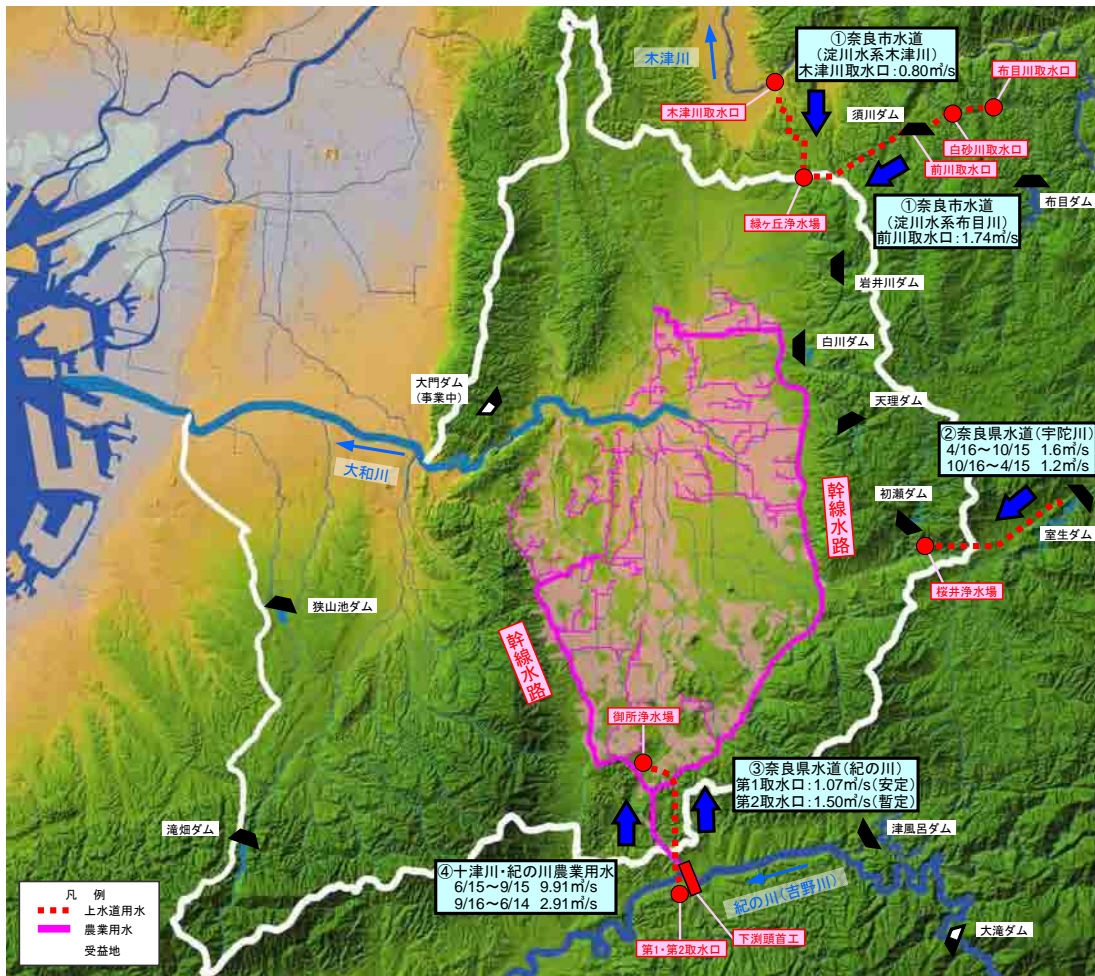 ①奈良市水道
(淀川水系木津川)
木津川取水口：0.80㎥/s
木津川
布目川取水口
木津川取水口
須川ダム
白砂川取水口
前川取水口
布目ダム
①奈良市水道
(淀川水系布目川)
前川取水口：1.74㎥/s
緑ヶ丘浄水場
岩井川ダム
白川ダム
大門ダム
(事業中)
天理ダム
②奈良県水道(宇陀川)
4/16～10/15 1.6㎥/s
10/16～4/15 1.2㎥/s
大和川
幹線水路
初瀬ダム
室生ダム
桜井浄水場
狭山池ダム
幹線水路
御所浄水場
③奈良県水道(紀の川)
第1取水口：1.07㎥/s(安定)
第2取水口：1.50㎥/s(暫定)
滝畑ダム
津風呂ダム
④十津川・紀の川農業用水
6/15～9/15 9.91㎥/s
9/16～6/14 2.91㎥/s
紀の川(吉野川)
第1・第2取水口
下渕頭首工
大滝ダム
凡 例
上水道用水
農業用水
受益地